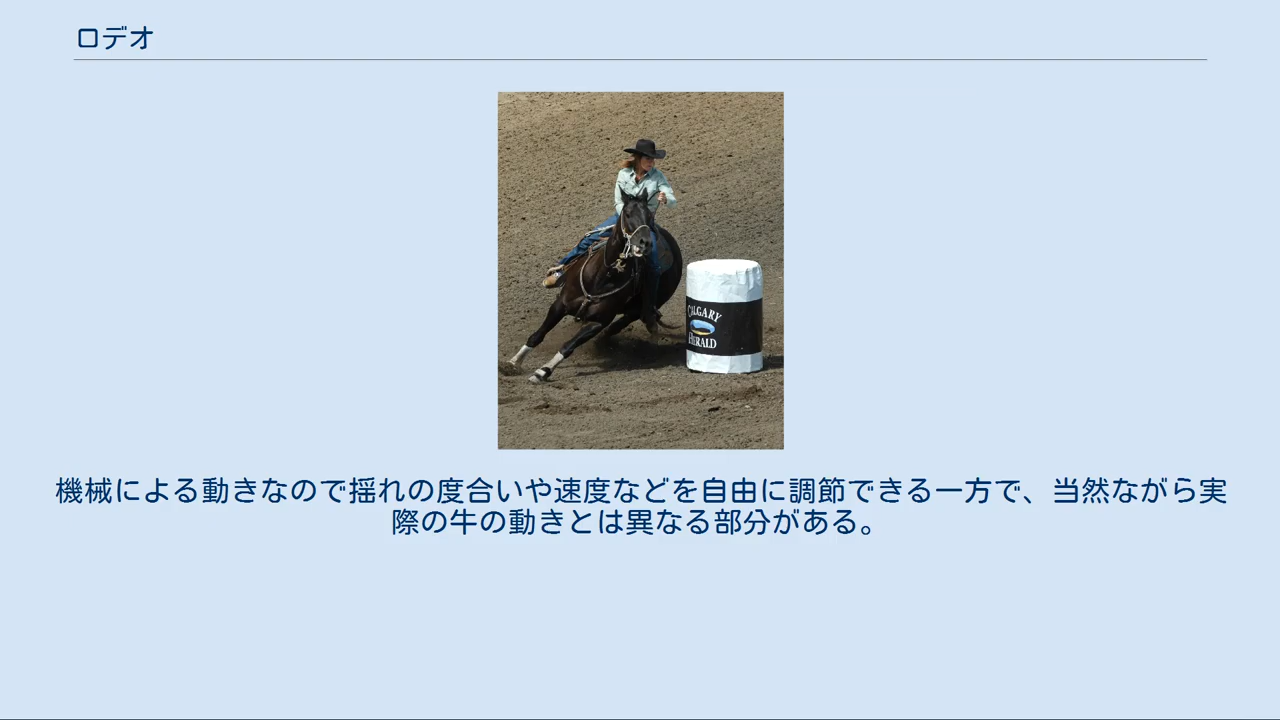 ロデオ
CALGARY
HERALD
機械による動きなので揺れの度合いや速度などを自由に調節できる一方で、当然ながら実
際の牛の動きとは異なる部分がある。